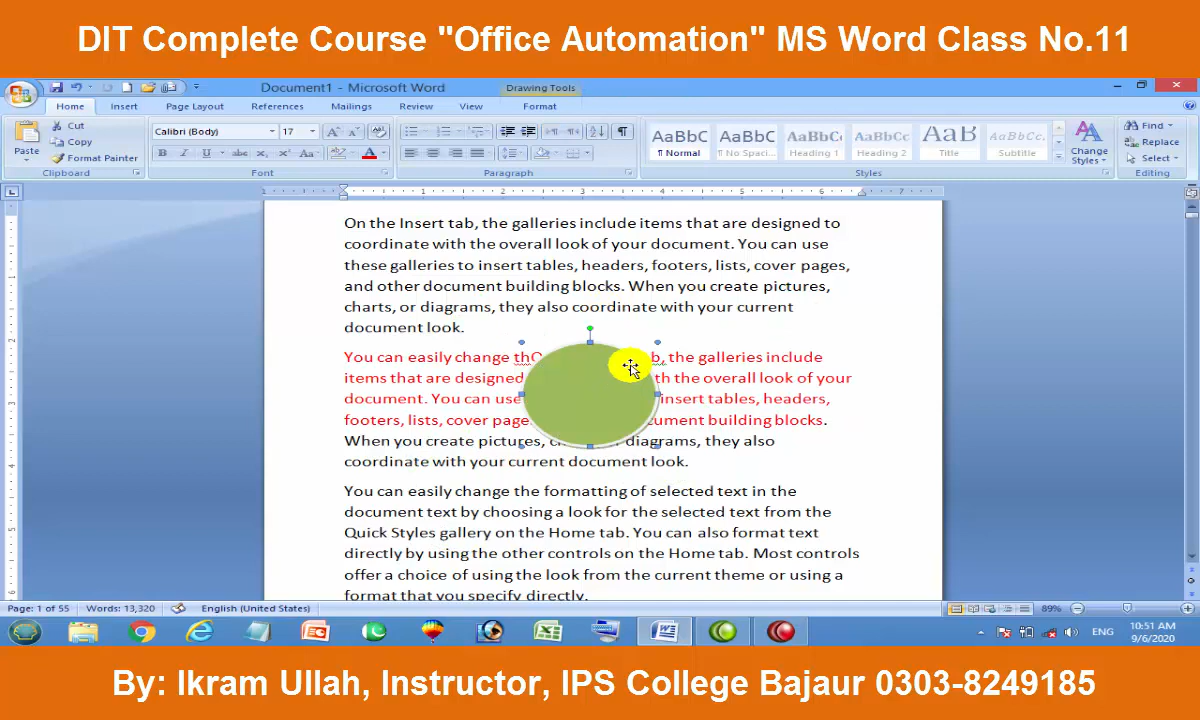 DIT Complete Course "Office Automation" MS Word Class No.11
Document1 - Microsoft Word
Drawing Tools
Home Insert Page Layout References Mailings Review View Format
Paste
Cut
Copy
Format Painter
Clipboard
Calibri (Body) 17
Font
Paragraph
AaBbC AaBbC AaBbC AaBbCc AaB AaBbCc.
¶ Normal ¶ No Spaci... Heading 1 Heading 2 Title Subtitle
Change Styles
Styles
Find
Replace
Select
Editing
On the Insert tab, the galleries include items that are designed to
coordinate with the overall look of your document. You can use
these galleries to insert tables, headers, footers, lists, cover pages,
and other document building blocks. When you create pictures,
charts, or diagrams, they also coordinate with your current
document look.
You can easily change thO b, the galleries include
items that are designed th the overall look of your
document. You can use insert tables, headers,
footers, lists, cover page cument building blocks.
When you create pictures, c diagrams, they also
coordinate with your current document look.
You can easily change the formatting of selected text in the
document text by choosing a look for the selected text from the
Quick Styles gallery on the Home tab. You can also format text
directly by using the other controls on the Home tab. Most controls
offer a choice of using the look from the current theme or using a
format that you specify directly.
Page: 1 of 55 Words: 13,320 English (United States) 89%
ENG
10:51 AM
9/6/2020
By: Ikram Ullah, Instructor, IPS College Bajaur 0303-8249185